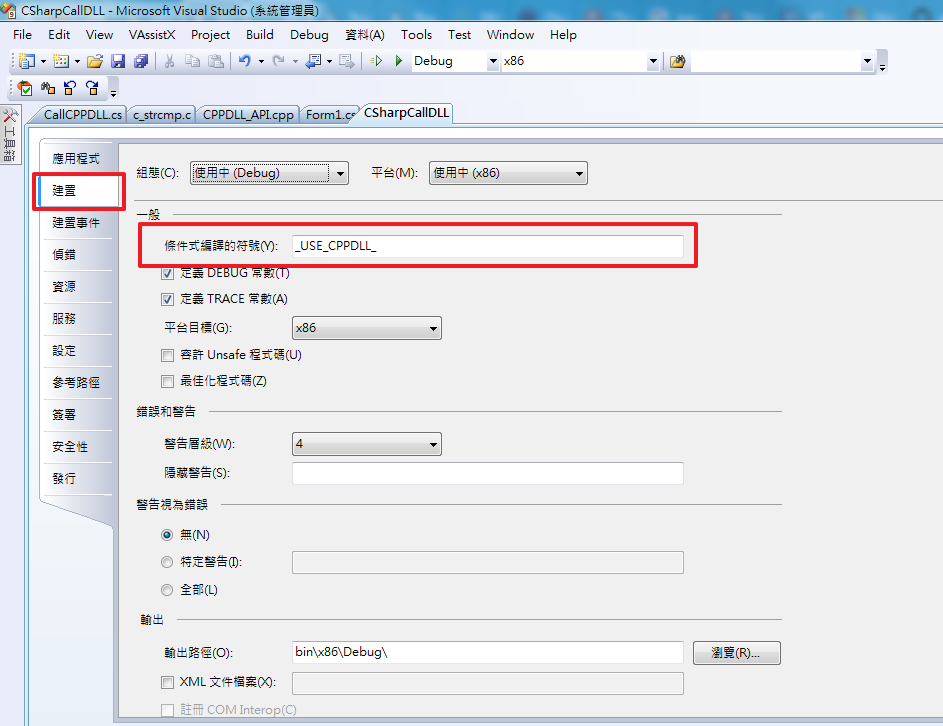 CSharpCallDLL - Microsoft Visual Studio (系統管理員)
File Edit View VAssistX Project Build Debug 資料(A) Tools Test Window Help
Debug x86
CallCPPDLL.cs c_strcmp.c CPPDLL_API.cpp Form1.cs CSharpCallDLL
工具箱
應用程式
建置
建置事件
偵錯
資源
服務
設定
參考路徑
簽署
安全性
發行
組態(C): 使用中 (Debug) 平台(M): 使用中 (x86)
一般
條件式編譯的符號(Y): _USE_CPPDLL_
定義 DEBUG 常數(T)
定義 TRACE 常數(A)
平台目標(G): x86
容許 Unsafe 程式碼(U)
最佳化程式碼(Z)
錯誤和警告
警告層級(W): 4
隱藏警告(S):
警告視為錯誤
無(N)
特定警告(I):
全部(L)
輸出
輸出路徑(O): bin\x86\Debug\ 瀏覽(R)...
XML 文件檔案(X):
註冊 COM Interop(C)